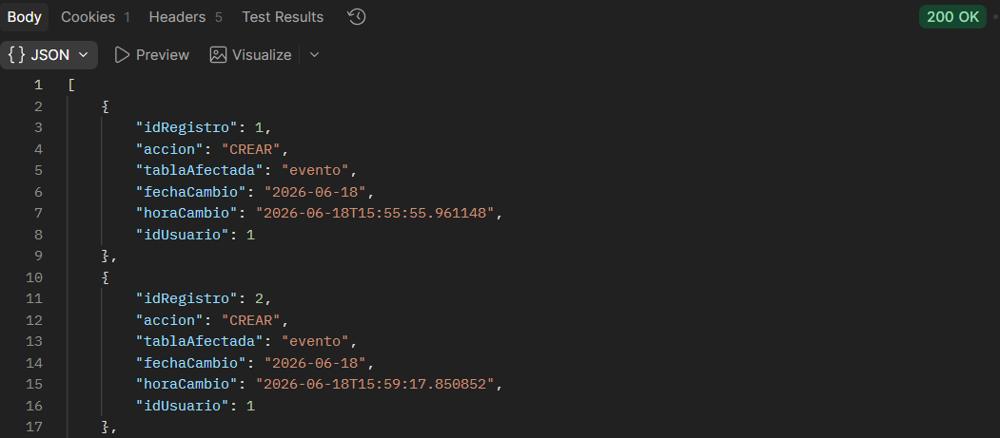 Body Cookies 1 Headers 5 Test Results 200 OK
{} JSON Preview Visualize
1 [
2 {
3 "idRegistro": 1,
4 "accion": "CREAR",
5 "tablaAfectada": "evento",
6 "fechaCambio": "2026-06-18",
7 "horaCambio": "2026-06-18T15:55:55.961148",
8 "idUsuario": 1
9 },
10 {
11 "idRegistro": 2,
12 "accion": "CREAR",
13 "tablaAfectada": "evento",
14 "fechaCambio": "2026-06-18",
15 "horaCambio": "2026-06-18T15:59:17.850852",
16 "idUsuario": 1
17 },